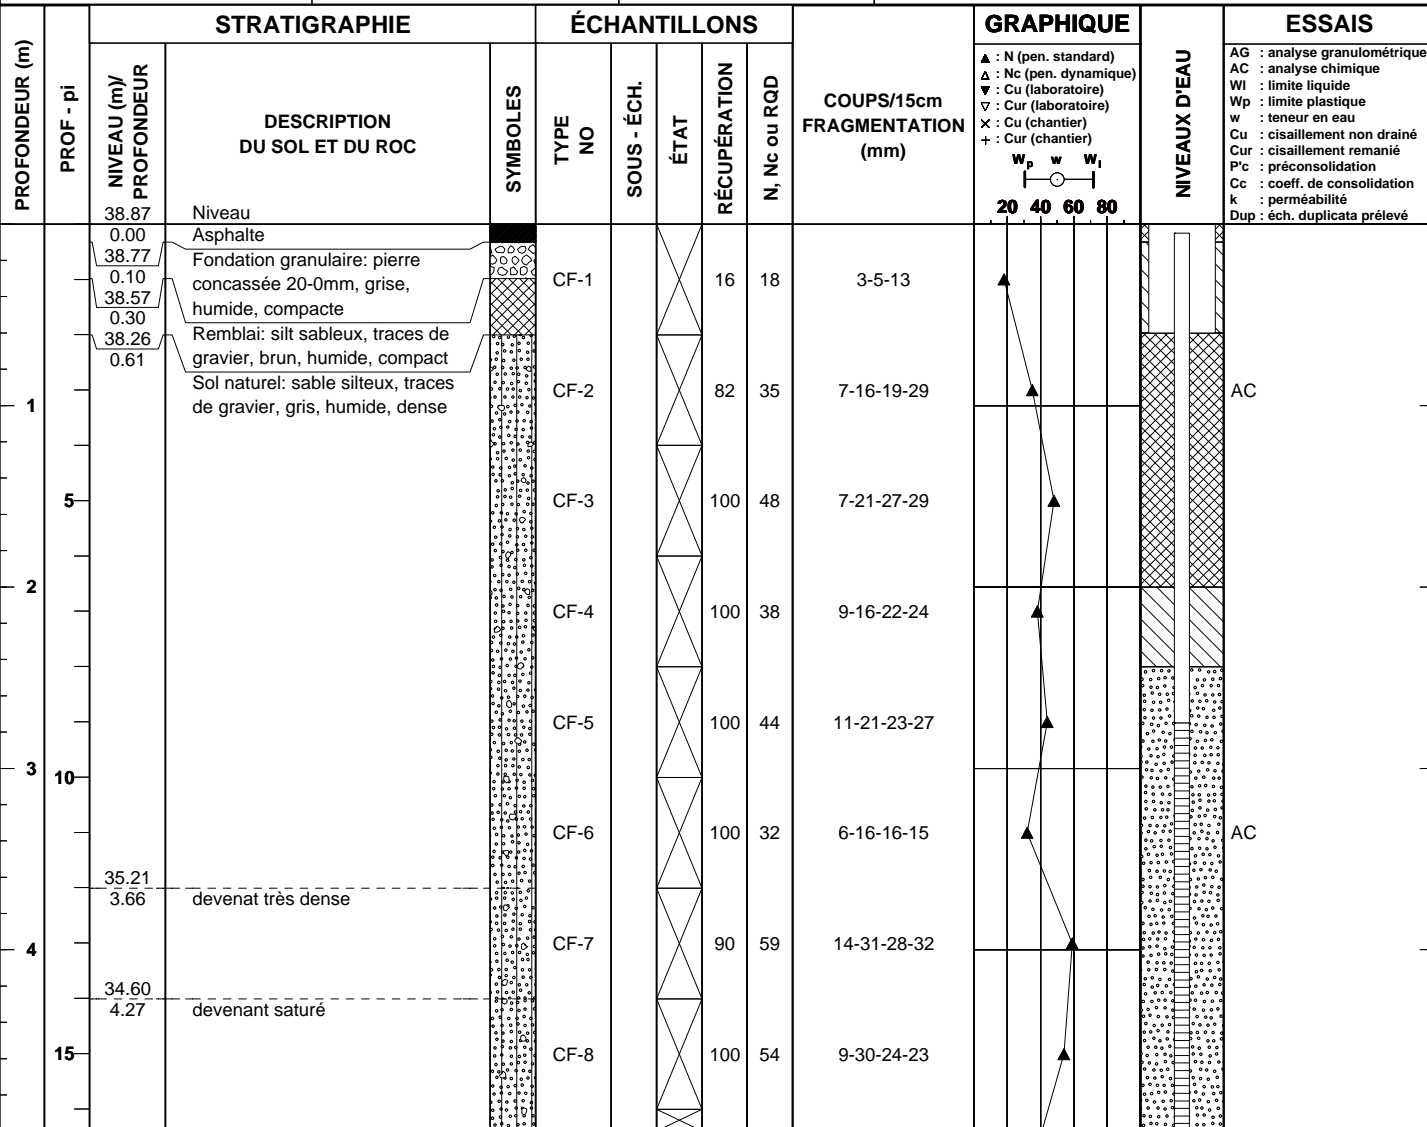 STRATIGRAPHIE
ÉCHANTILLONS
GRAPHIQUE
ESSAIS
PROFONDEUR (m)
PROF - pi
NIVEAU (m)/
PROFONDEUR
DESCRIPTION
DU SOL ET DU ROC
SYMBOLES
TYPE
NO
SOUS - ÉCH.
ÉTAT
RÉCUPÉRATION
N, Nc ou RQD
COUPS/15cm
FRAGMENTATION
(mm)
▲ : N (pen. standard)
△ : Nc (pen. dynamique)
▼ : Cu (laboratoire)
▽ : Cur (laboratoire)
× : Cu (chantier)
+ : Cur (chantier)
Wp w Wl
20 40 60 80
NIVEAUX D'EAU
AG : analyse granulométrique
AC : analyse chimique
Wl : limite liquide
Wp : limite plastique
w : teneur en eau
Cu : cisaillement non drainé
Cur : cisaillement remanié
P'c : préconsolidation
Cc : coeff. de consolidation
k : perméabilité
Dup : éch. duplicata prélevé
38.87 Niveau
0.00 Asphalte
38.77
0.10
Fondation granulaire: pierre
concassée 20-0mm, grise,
humide, compacte
38.57
0.30
Remblai: silt sableux, traces de
gravier, brun, humide, compact
38.26
0.61
Sol naturel: sable silteux, traces
de gravier, gris, humide, dense
CF-1 16 18 3-5-13
CF-2 82 35 7-16-19-29 AC
1
5 CF-3 100 48 7-21-27-29
2
CF-4 100 38 9-16-22-24
CF-5 100 44 11-21-23-27
3
10
CF-6 100 32 6-16-16-15 AC
35.21
3.66 devenat très dense
CF-7 90 59 14-31-28-32
4
34.60
4.27 devenant saturé
15 CF-8 100 54 9-30-24-23